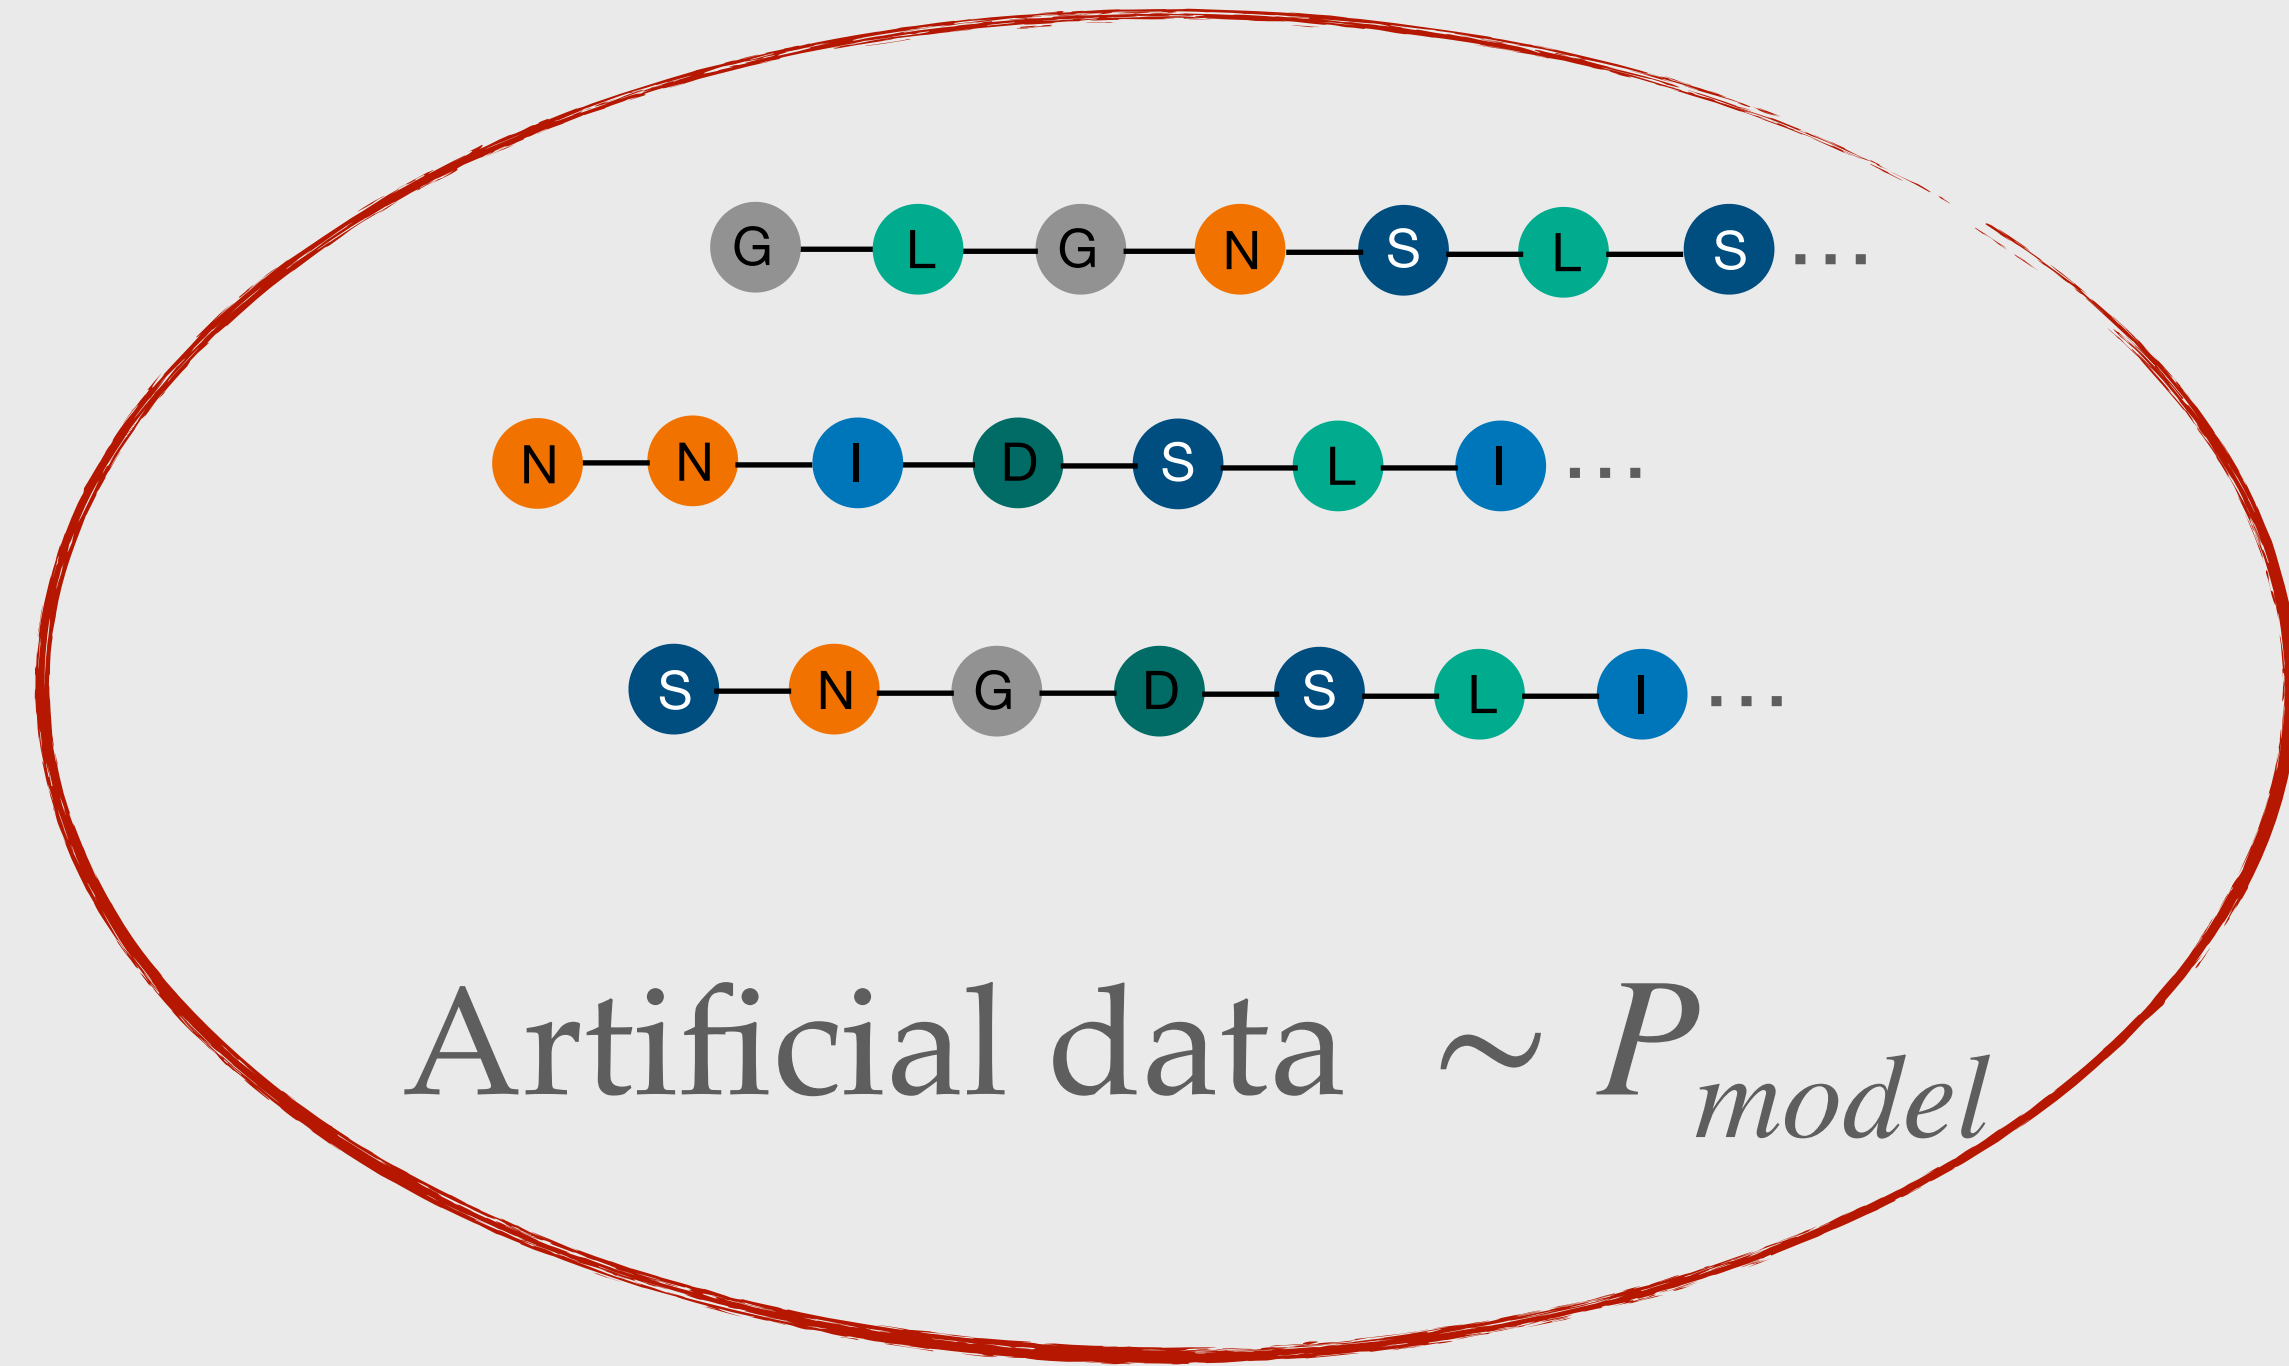 G L G N S L S ...
N N I D S L I ...
S N G D S L I ...
Artificial data ~ P_model